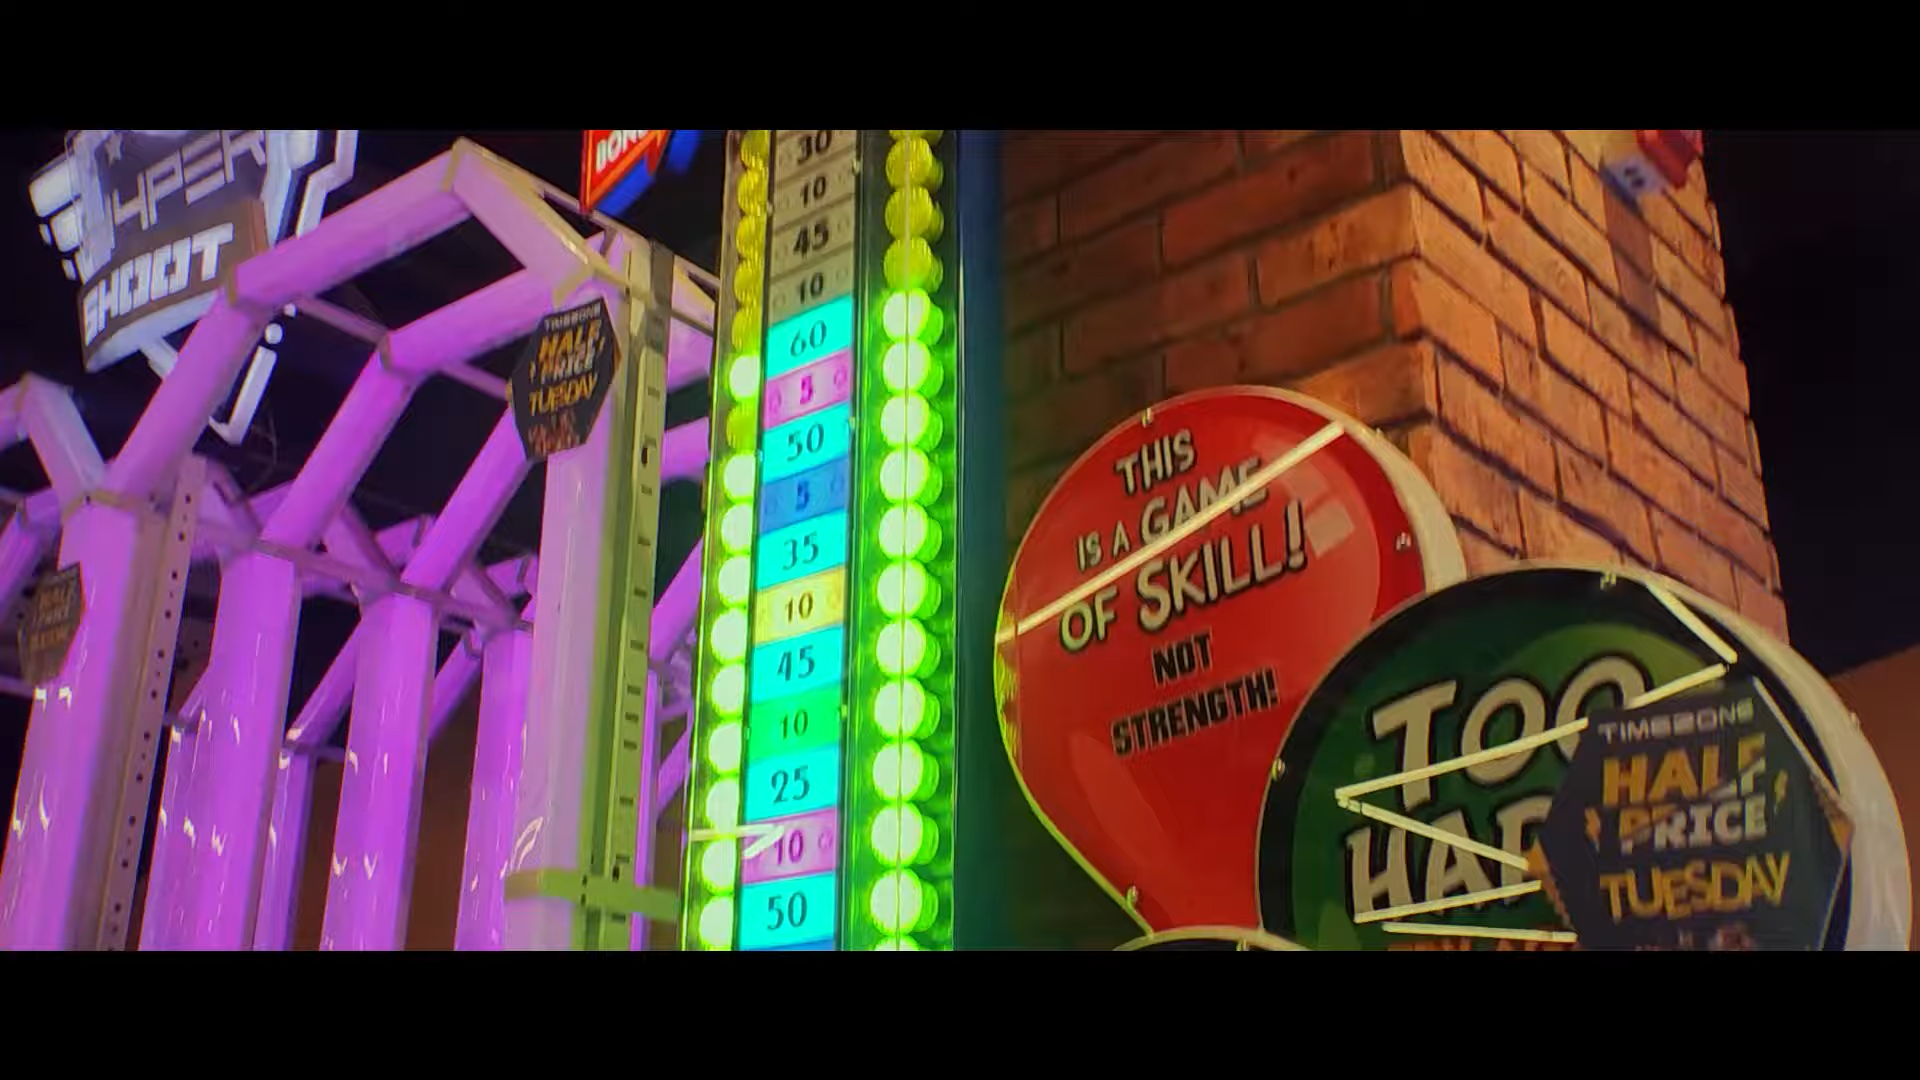 HYPER
SHOOT
TIMEZONE
HALF
PRICE
TUESDAY
30
10
45
10
60
5
50
5
35
10
45
10
25
10
50
THIS
IS A GAME
OF SKILL!
NOT
STRENGTH!
TOO
TIMEZONE
HALF
PRICE
TUESDAY